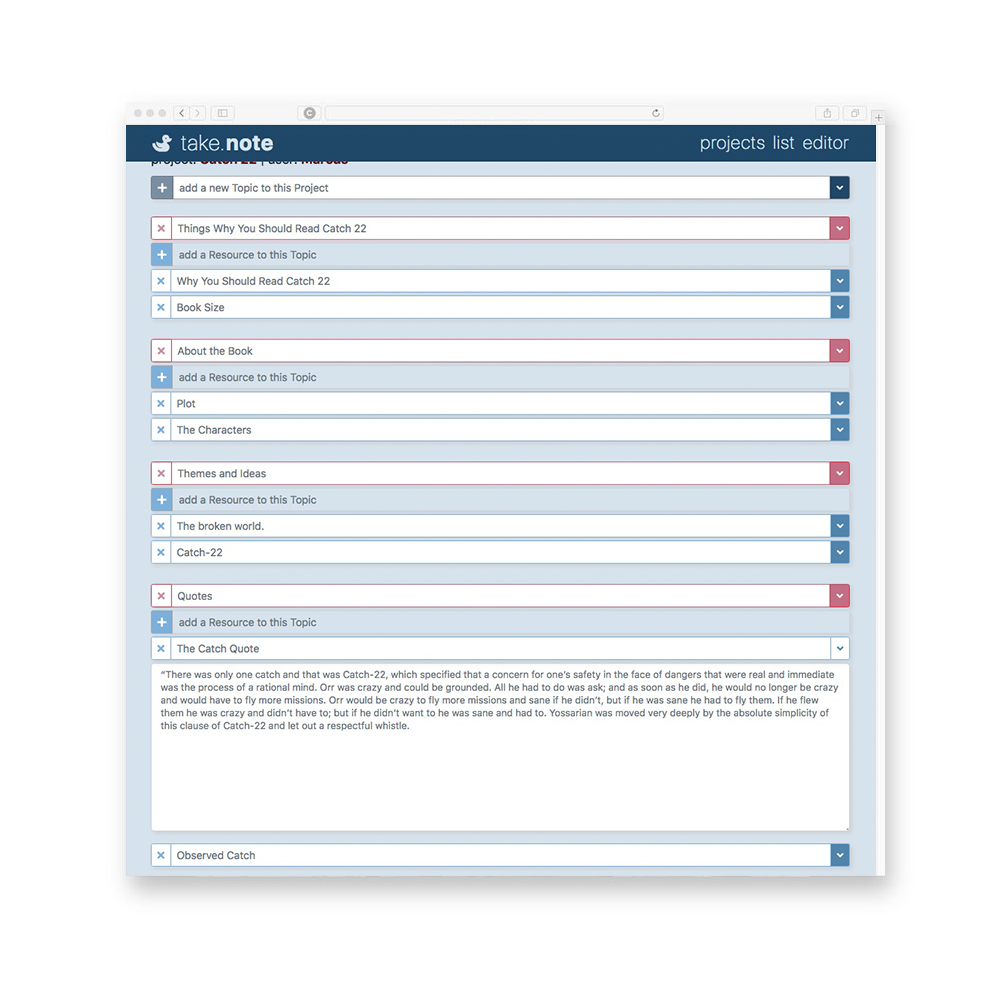 take.note
projects list editor
project: Catch 22 | user: Marcus
add a new Topic to this Project
Things Why You Should Read Catch 22
add a Resource to this Topic
Why You Should Read Catch 22
Book Size
About the Book
add a Resource to this Topic
Plot
The Characters
Themes and Ideas
add a Resource to this Topic
The broken world.
Catch-22
Quotes
add a Resource to this Topic
The Catch Quote
“There was only one catch and that was Catch-22, which specified that a concern for one’s safety in the face of dangers that were real and immediate
was the process of a rational mind. Orr was crazy and could be grounded. All he had to do was ask; and as soon as he did, he would no longer be crazy
and would have to fly more missions. Orr would be crazy to fly more missions and sane if he didn’t, but if he was sane he had to fly them. If he flew
them he was crazy and didn’t have to; but if he didn’t want to he was sane and had to. Yossarian was moved very deeply by the absolute simplicity of
this clause of Catch-22 and let out a respectful whistle.
Observed Catch